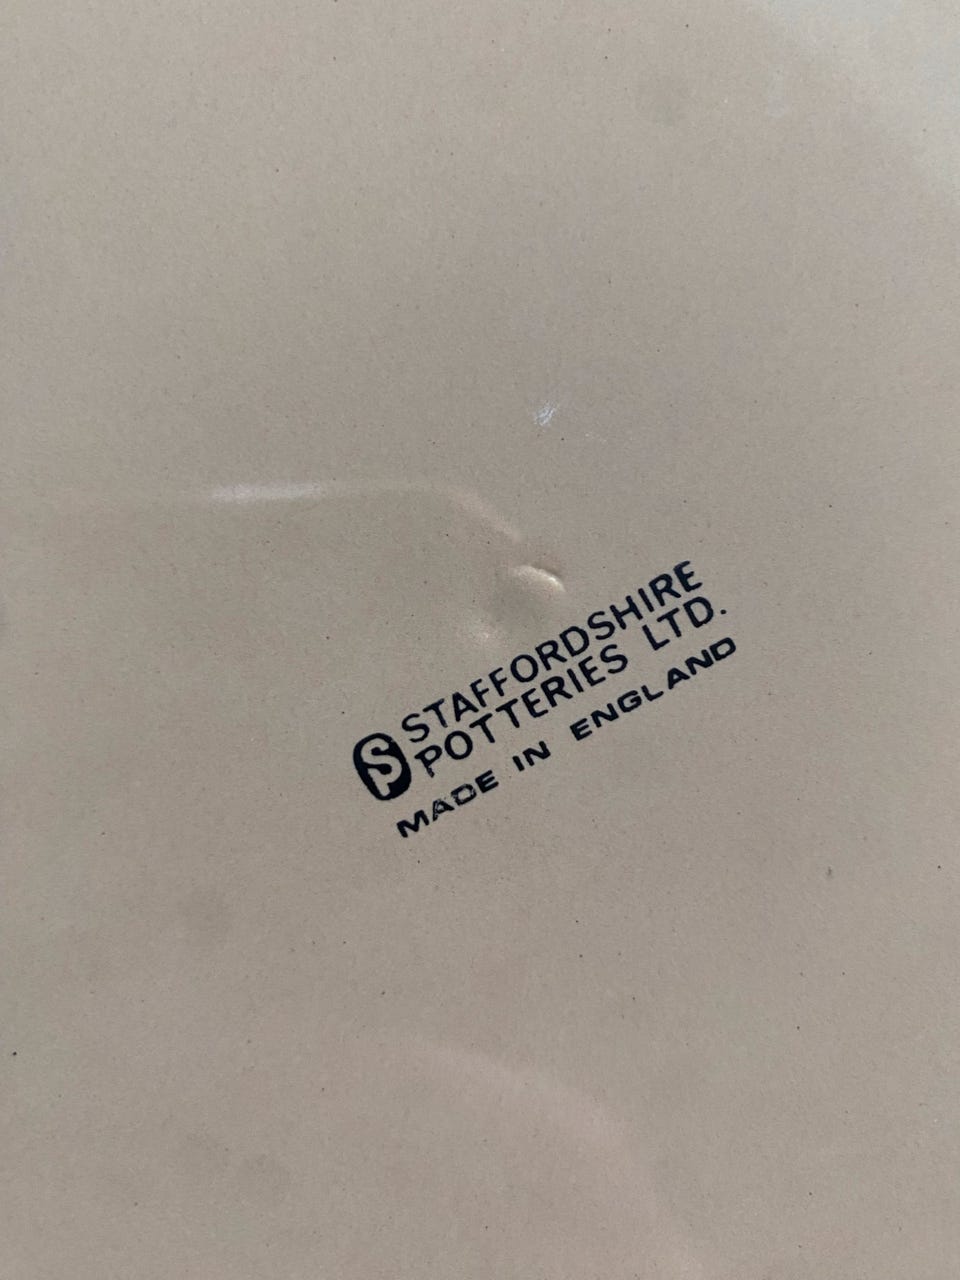 SP STAFFORDSHIRE
POTTERIES LTD.
MADE IN ENGLAND